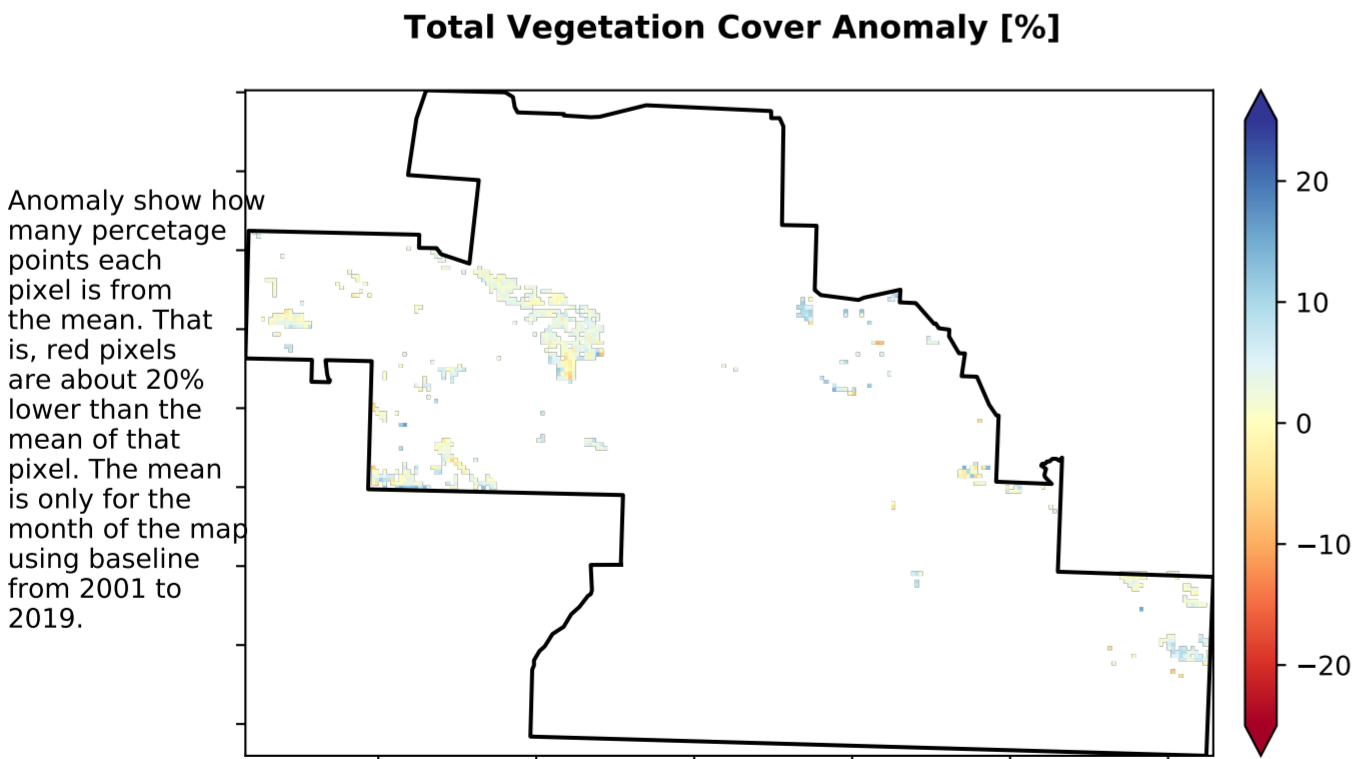 Total Vegetation Cover Anomaly [%]
Anomaly show how
many percetage
points each
pixel is from
the mean. That
is, red pixels
are about 20%
lower than the
mean of that
pixel. The mean
is only for the
month of the map
using baseline
from 2001 to
2019.
20
10
0
−10
−20